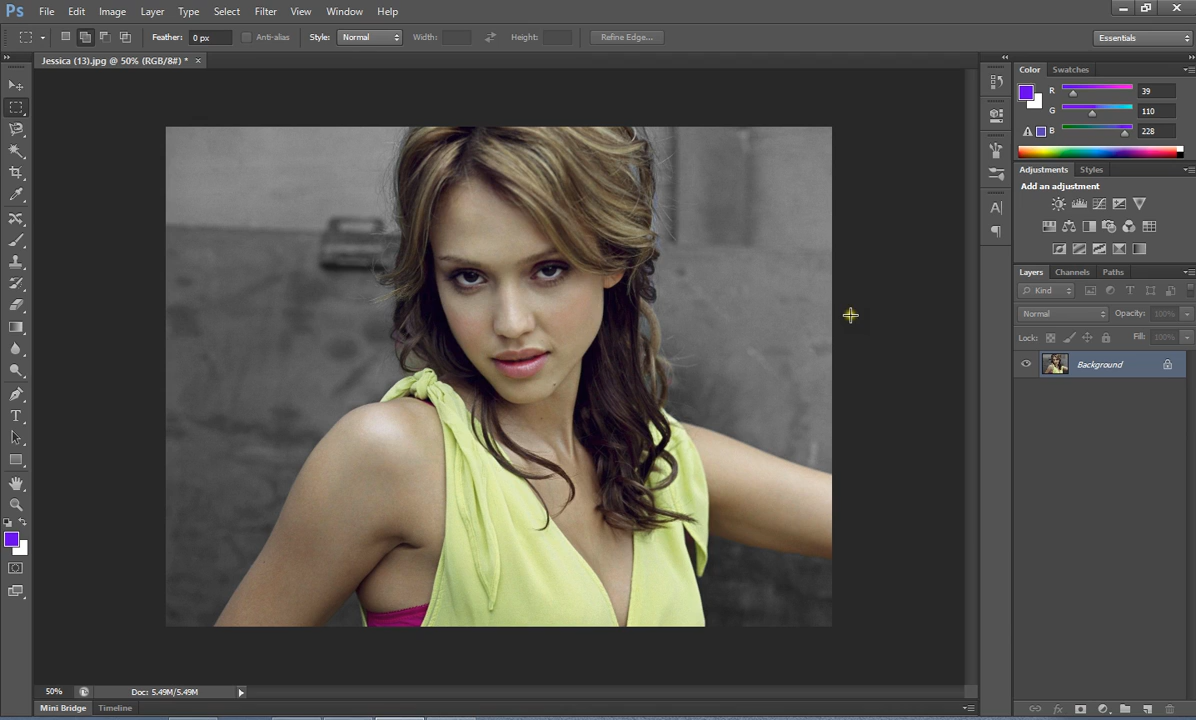 Ps File Edit Image Layer Type Select Filter View Window Help
Feather: 0 px Anti-alias Style: Normal Width: Height: Refine Edge... Essentials
Jessica (13).jpg @ 50% (RGB/8#) * ×
Color Swatches
R 39
G 110
B 228
Adjustments Styles
Add an adjustment
Layers Channels Paths
Kind
Normal Opacity: 100%
Lock: Fill: 100%
Background
50% Doc: 5.49M/5.49M
Mini Bridge Timeline